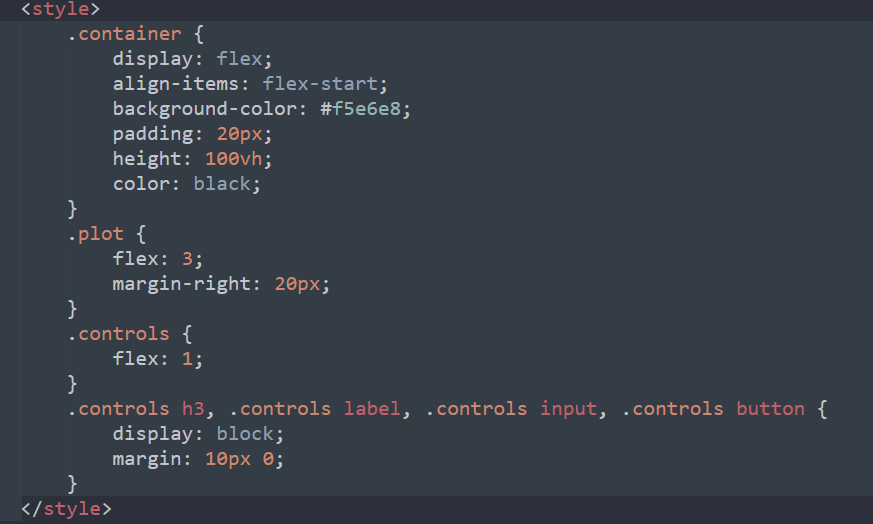 <style>
    .container {
        display: flex;
        align-items: flex-start;
        background-color: #f5e6e8;
        padding: 20px;
        height: 100vh;
        color: black;
    }
    .plot {
        flex: 3;
        margin-right: 20px;
    }
    .controls {
        flex: 1;
    }
    .controls h3, .controls label, .controls input, .controls button {
        display: block;
        margin: 10px 0;
    }
</style>